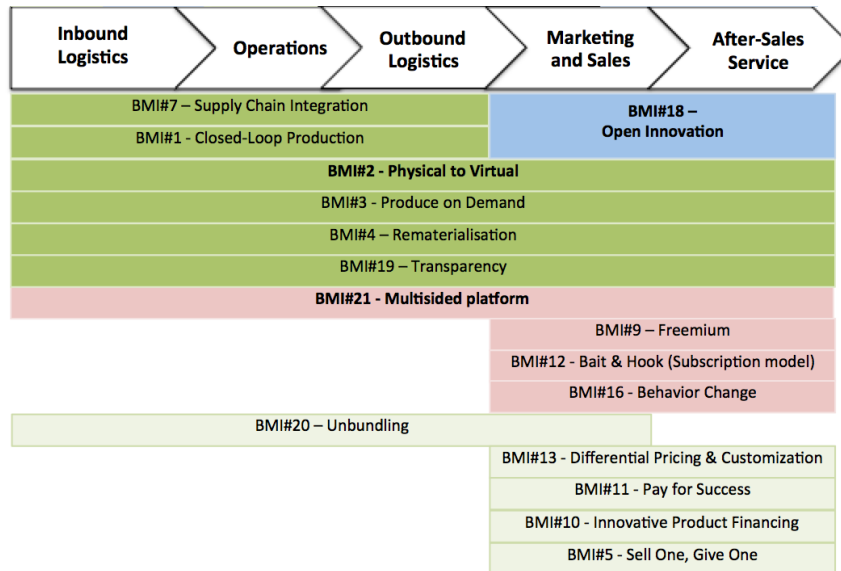 Inbound
Logistics
Operations
Outbound
Logistics
Marketing
and Sales
After-Sales
Service
BMI#7 – Supply Chain Integration
BMI#18 –
Open Innovation
BMI#1 - Closed-Loop Production
BMI#2 - Physical to Virtual
BMI#3 - Produce on Demand
BMI#4 – Rematerialisation
BMI#19 – Transparency
BMI#21 - Multisided platform
BMI#9 – Freemium
BMI#12 - Bait & Hook (Subscription model)
BMI#16 - Behavior Change
BMI#20 – Unbundling
BMI#13 - Differential Pricing & Customization
BMI#11 - Pay for Success
BMI#10 - Innovative Product Financing
BMI#5 - Sell One, Give One